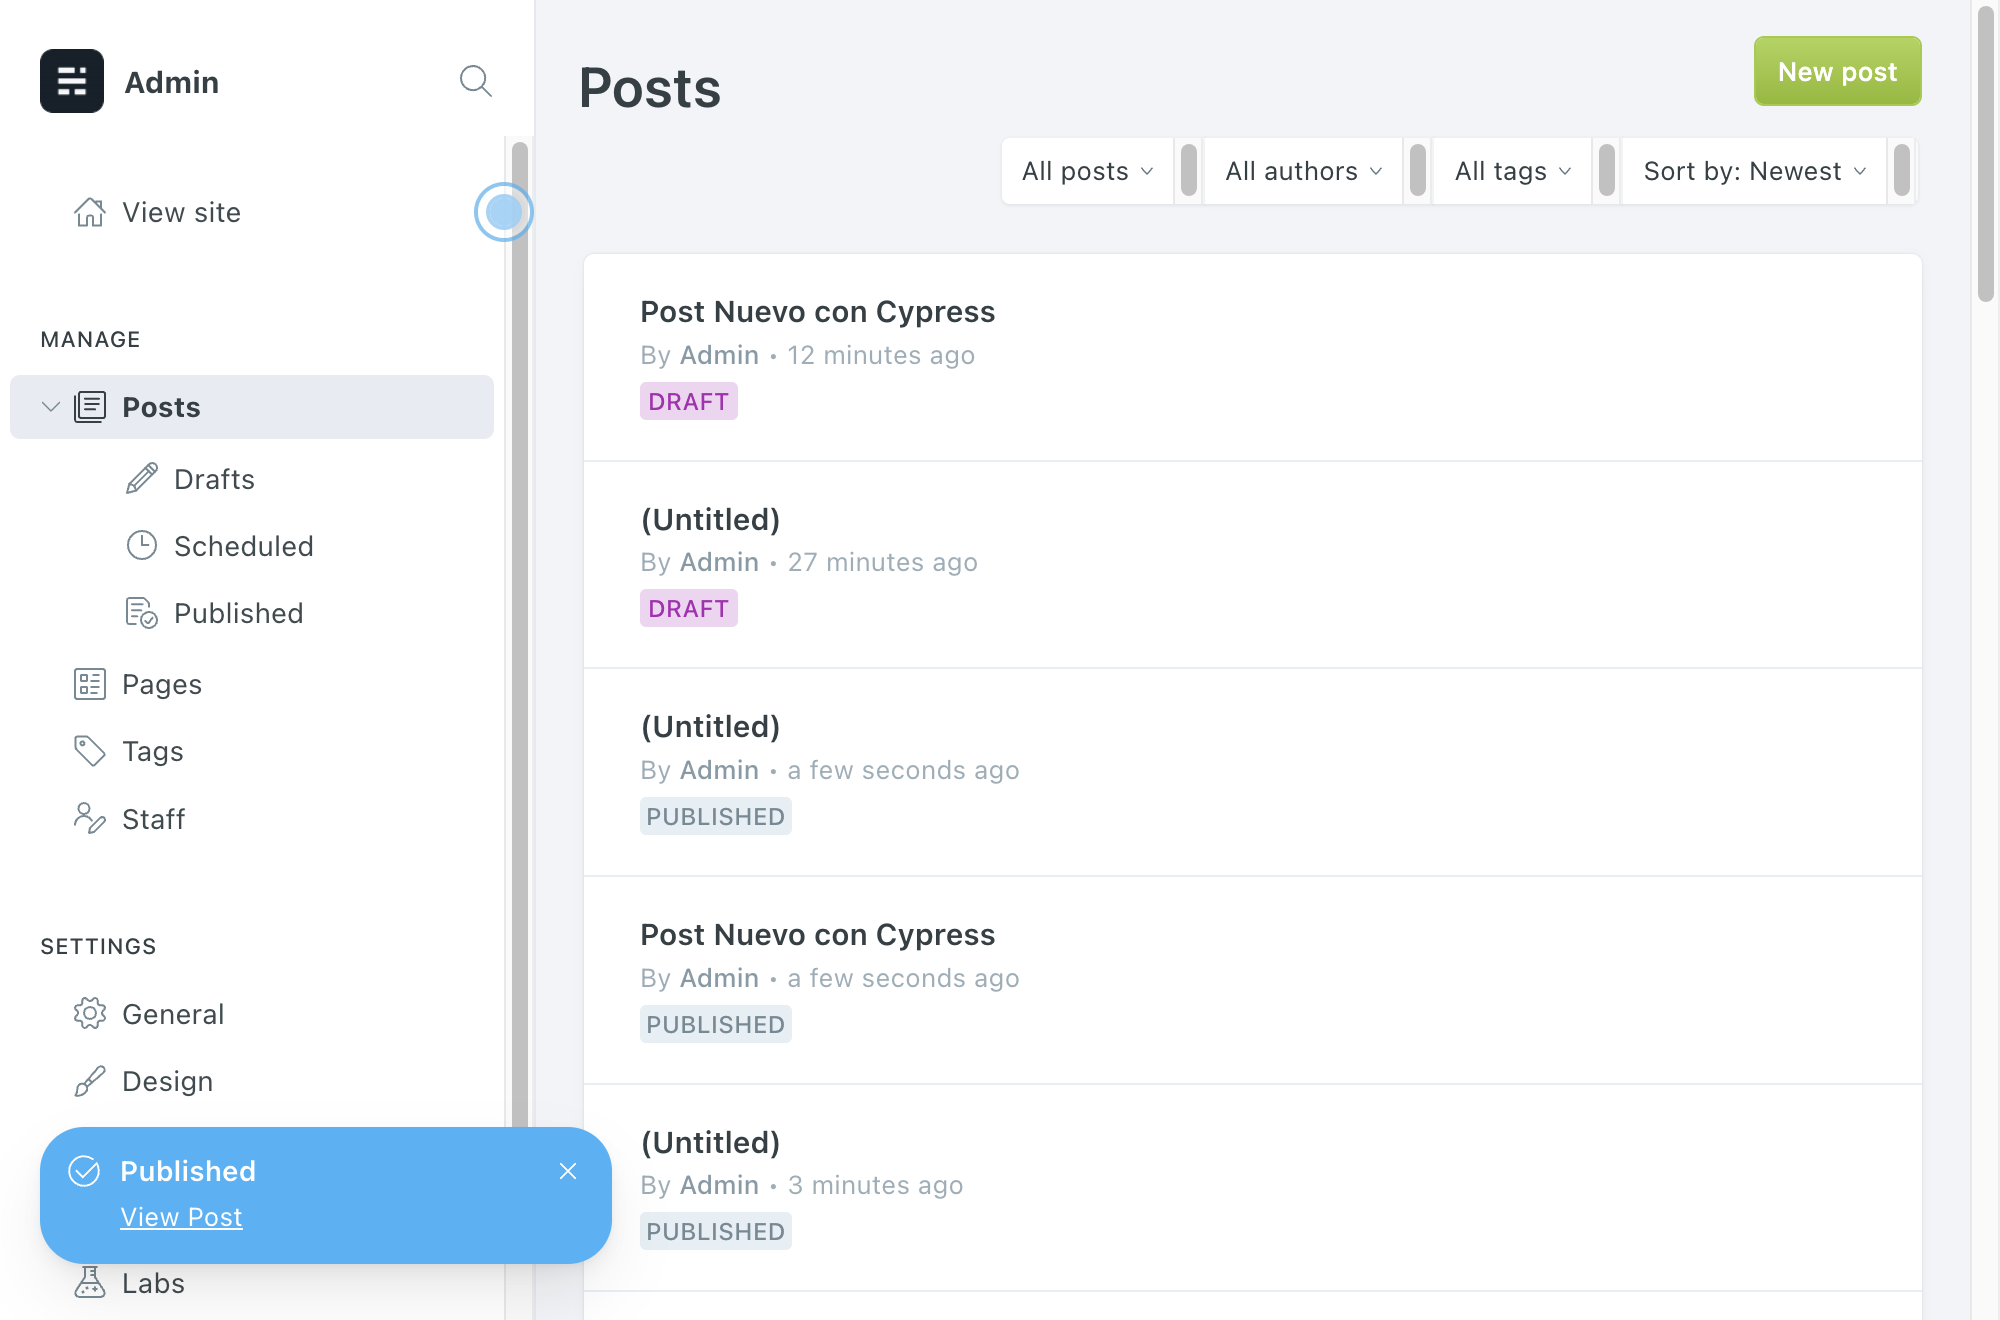 Admin
View site
MANAGE
Posts
Drafts
Scheduled
Published
Pages
Tags
Staff
SETTINGS
General
Design
Published
View Post
Labs
Posts
New post
All posts
All authors
All tags
Sort by: Newest
Post Nuevo con Cypress
By Admin • 12 minutes ago
DRAFT
(Untitled)
By Admin • 27 minutes ago
DRAFT
(Untitled)
By Admin • a few seconds ago
PUBLISHED
Post Nuevo con Cypress
By Admin • a few seconds ago
PUBLISHED
(Untitled)
By Admin • 3 minutes ago
PUBLISHED